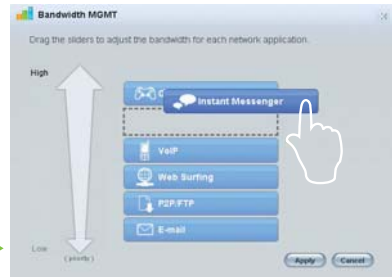 Bandwidth MGMT
Drag the sliders to adjust the bandwidth for each network application.
High
Instant Messenger
VoIP
Web Surfing
P2P/FTP
E-mail
Low
(priority)
Apply
Cancel